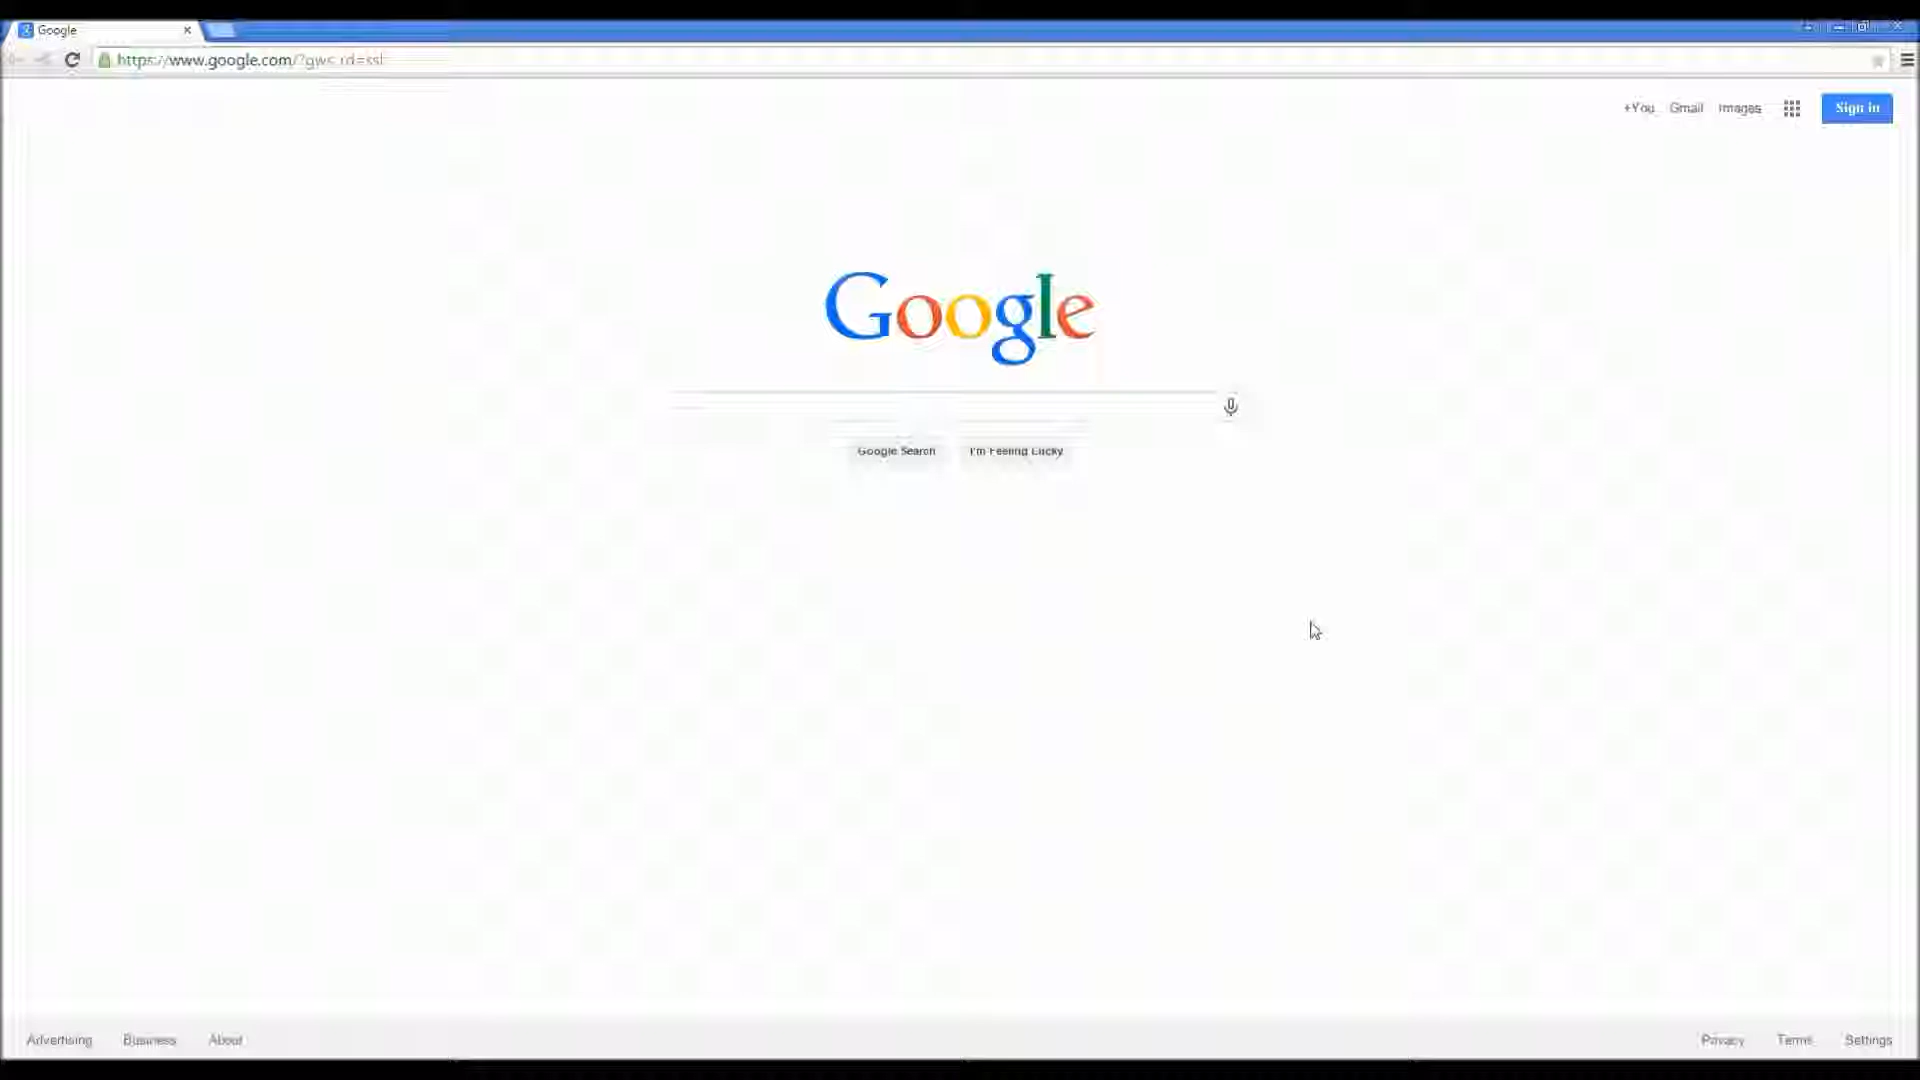 Google
https://www.google.com/?gws_rd=ssl
+You Gmail Images Sign in
Google
Google Search I'm Feeling Lucky
Advertising Business About Privacy Terms Settings